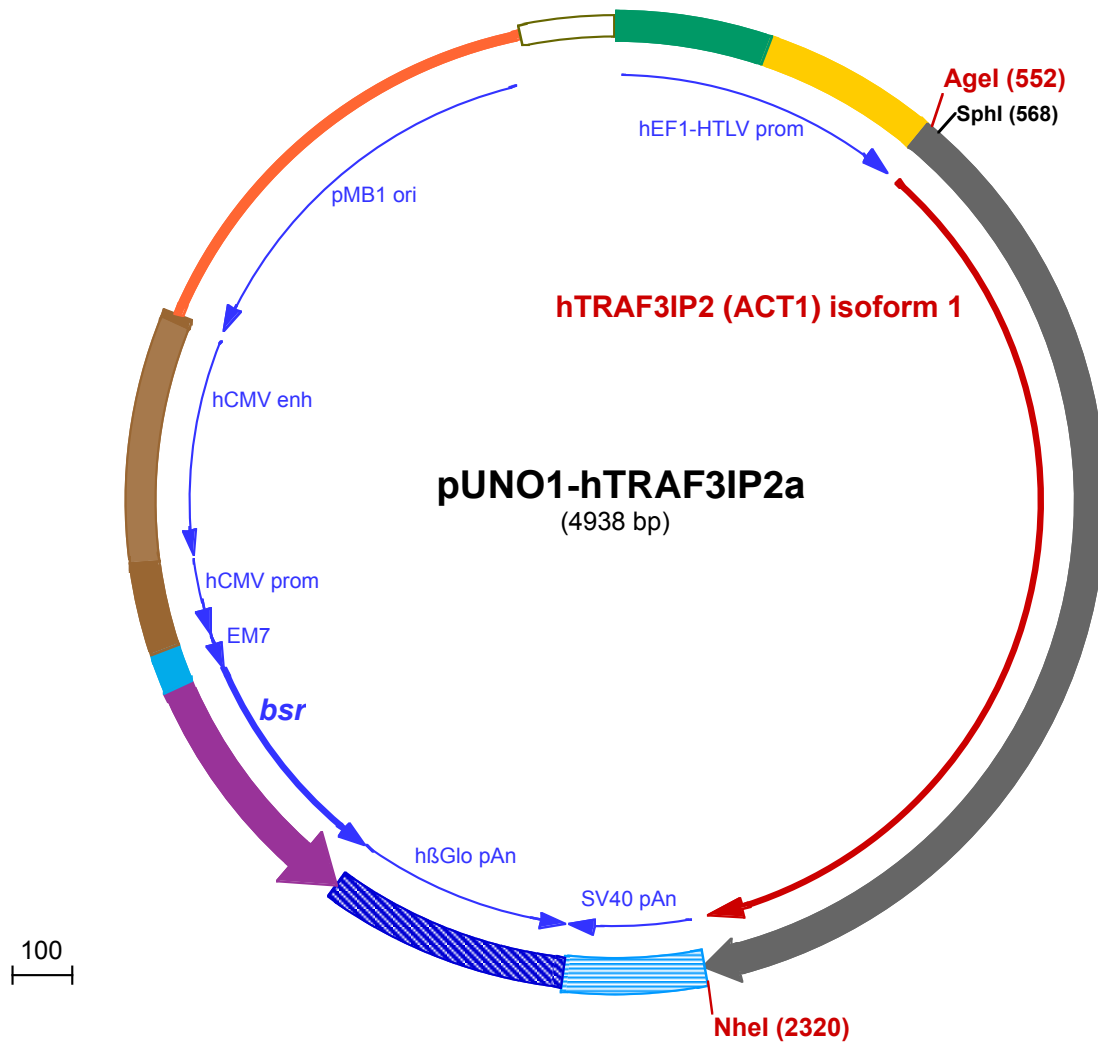 AgeI (552)
SphI (568)
hEF1-HTLV prom
pMB1 ori
hTRAF3IP2 (ACT1) isoform 1
hCMV enh
pUNO1-hTRAF3IP2a
(4938 bp)
hCMV prom
EM7
bsr
hßGlo pAn
SV40 pAn
100
NheI (2320)